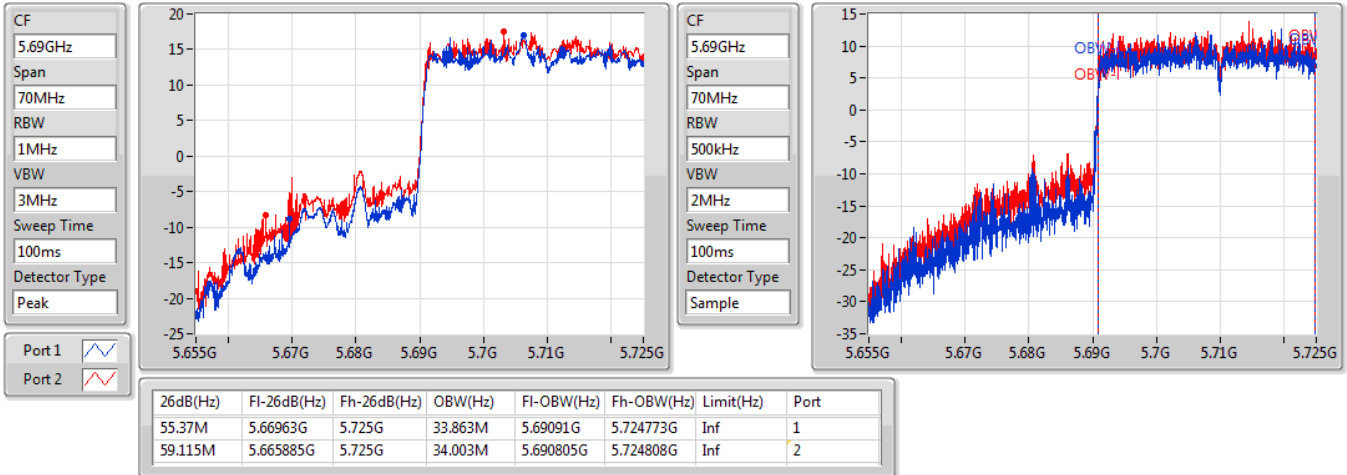 CF
5.69GHz
Span
70MHz
RBW
1MHz
VBW
3MHz
Sweep Time
100ms
Detector Type
Peak
Port 1
Port 2
20
15
10
5
0
-5
-10
-15
-20
-25
5.655G 5.67G 5.68G 5.69G 5.7G 5.71G 5.725G
CF
5.69GHz
Span
70MHz
RBW
500kHz
VBW
2MHz
Sweep Time
100ms
Detector Type
Sample
15
10
5
0
-5
-10
-15
-20
-25
-30
-35
5.655G 5.67G 5.68G 5.69G 5.7G 5.71G 5.725G
26dB(Hz) Fl-26dB(Hz) Fh-26dB(Hz) OBW(Hz) Fl-OBW(Hz) Fh-OBW(Hz) Limit(Hz) Port
55.37M 5.66963G 5.725G 33.863M 5.69091G 5.724773G Inf 1
59.115M 5.665885G 5.725G 34.003M 5.690805G 5.724808G Inf 2